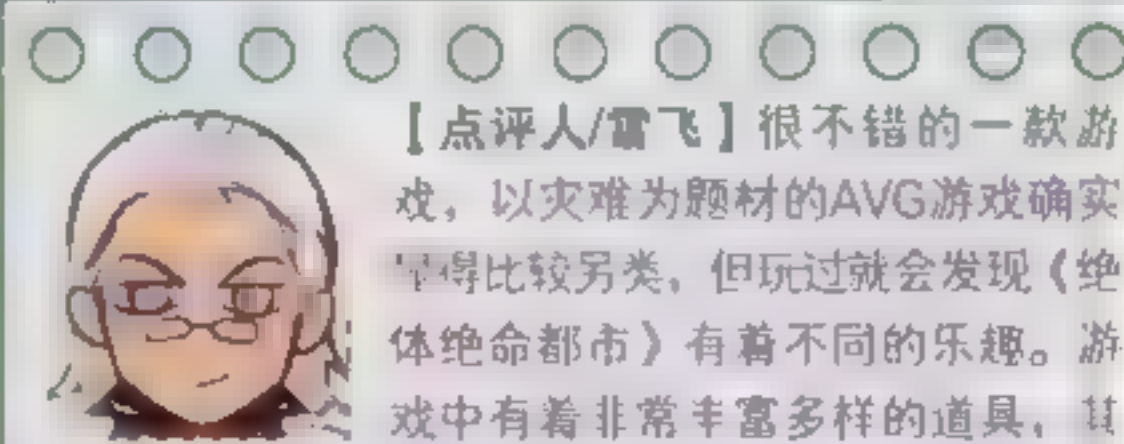 【点评人/雷飞】很不错的一款游
戏，以灾难为题材的AVG游戏确实
得比较另类，但玩过就会发现《绝
体绝命都市》有着不同的乐趣。游
戏中有着非常丰富多样的道具，其